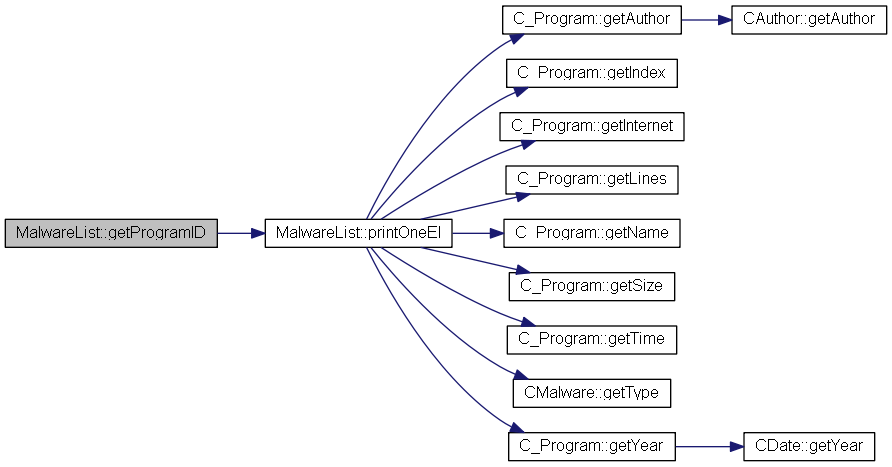 C_Program::getAuthor
CAuthor::getAuthor
C_Program::getIndex
C_Program::getInternet
C_Program::getLines
MalwareList::getProgramID
MalwareList::printOneEl
C_Program::getName
C_Program::getSize
C_Program::getTime
CMalware::getType
C_Program::getYear
CDate::getYear